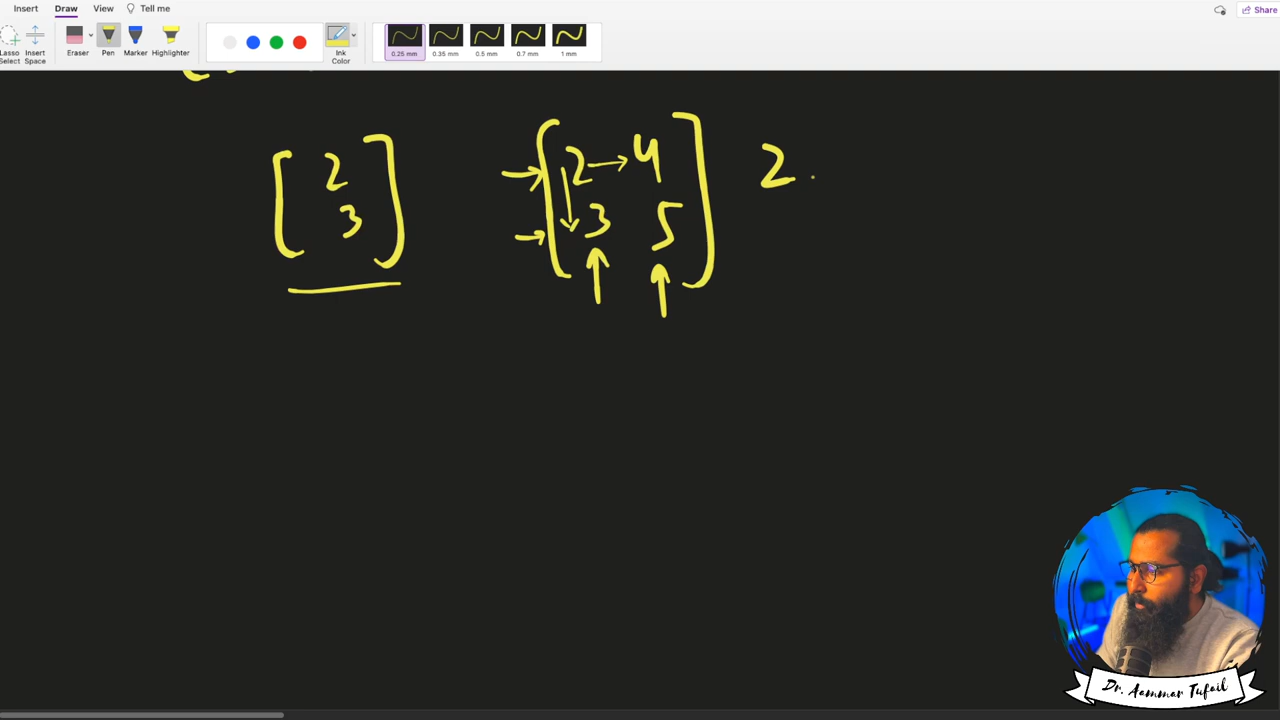 Insert Draw View Tell me
Share
Lasso Select
Insert Space
Eraser
Pen
Marker
Highlighter
Ink Color
0.25 mm
0.35 mm
0.5 mm
0.7 mm
1 mm
2
3
2 → 4
3 5
2
Dr. Aammar Tufail